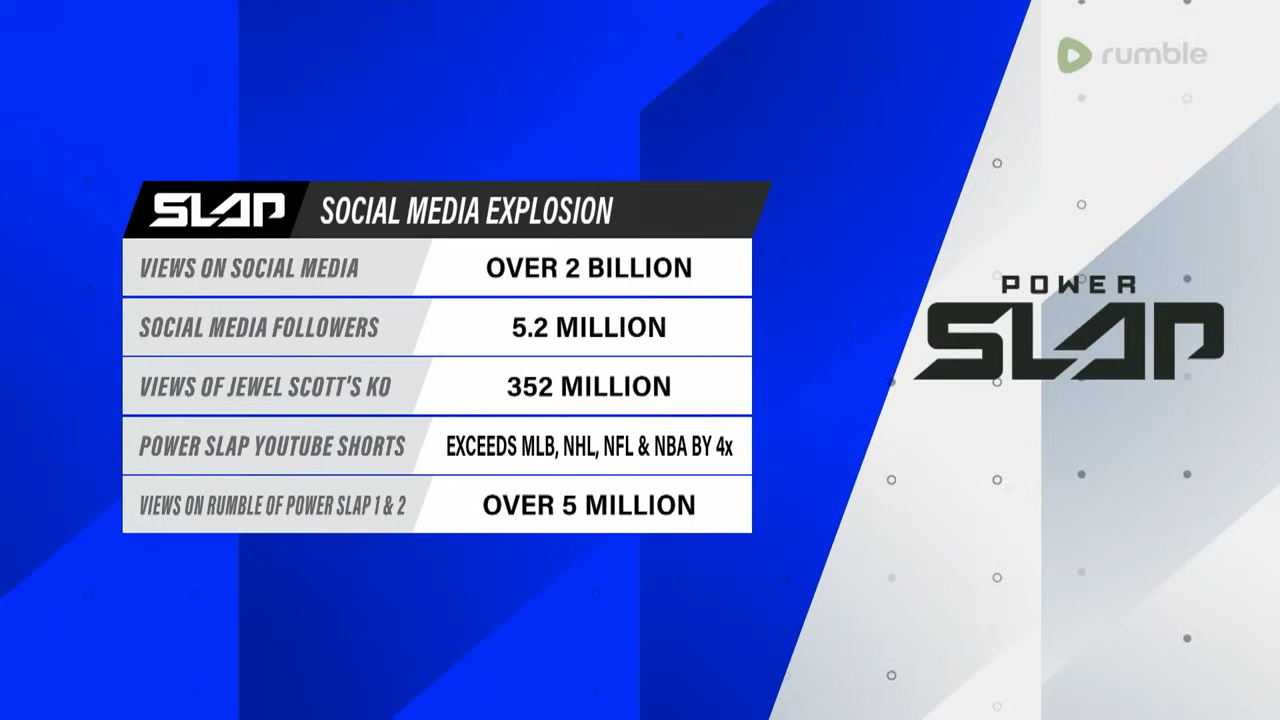 rumble
SLAP SOCIAL MEDIA EXPLOSION
VIEWS ON SOCIAL MEDIA OVER 2 BILLION
SOCIAL MEDIA FOLLOWERS 5.2 MILLION
VIEWS OF JEWEL SCOTT'S KO 352 MILLION
POWER SLAP YOUTUBE SHORTS EXCEEDS MLB, NHL, NFL & NBA BY 4x
VIEWS ON RUMBLE OF POWER SLAP 1 & 2 OVER 5 MILLION
POWER
SLAP